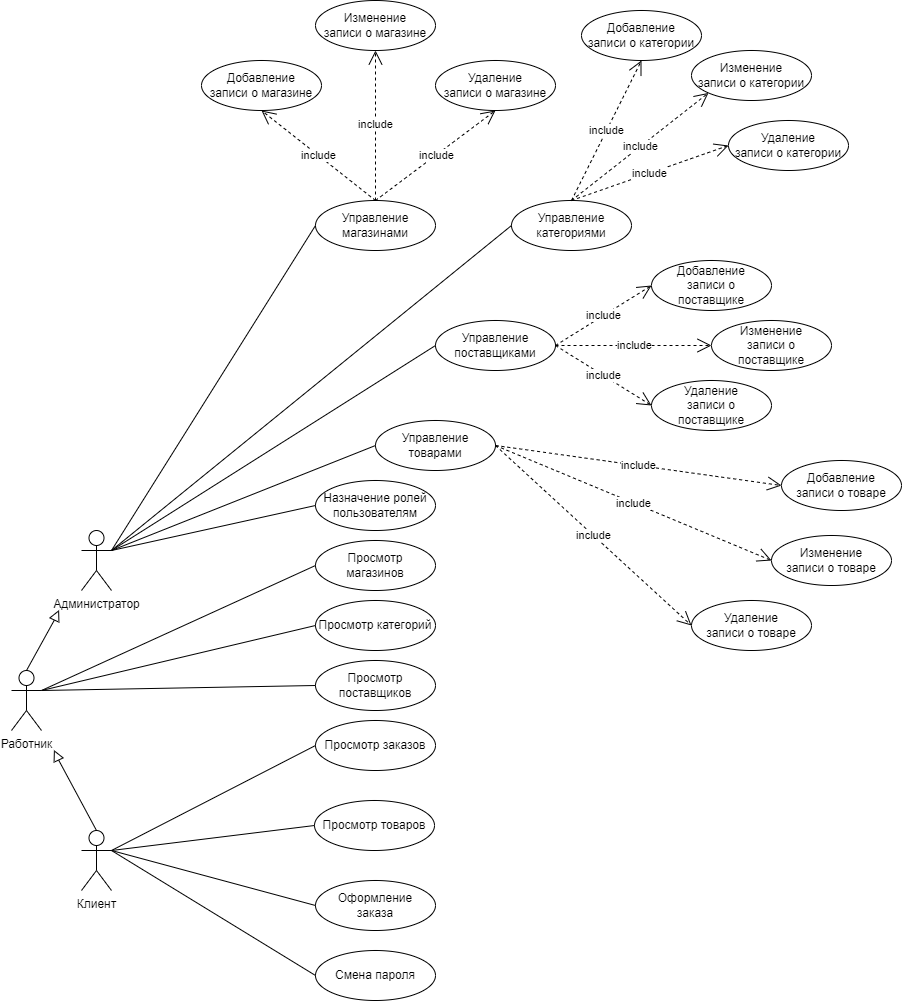 Изменение
записи о магазине
Добавление
записи о магазине
Удаление
записи о магазине
include
include
include
Управление
магазинами
Добавление
записи о категории
Изменение
записи о категории
Удаление
записи о категории
include
include
include
Управление
категориями
Управление
поставщиками
include
include
include
Добавление
записи о
поставщике
Изменение
записи о
поставщике
Удаление
записи о
поставщике
Управление
товарами
include
include
include
Добавление
записи о товаре
Изменение
записи о товаре
Удаление
записи о товаре
Назначение ролей
пользователям
Администратор
Просмотр
магазинов
Просмотр категорий
Просмотр
поставщиков
Работник
Просмотр заказов
Просмотр товаров
Оформление
заказа
Смена пароля
Клиент